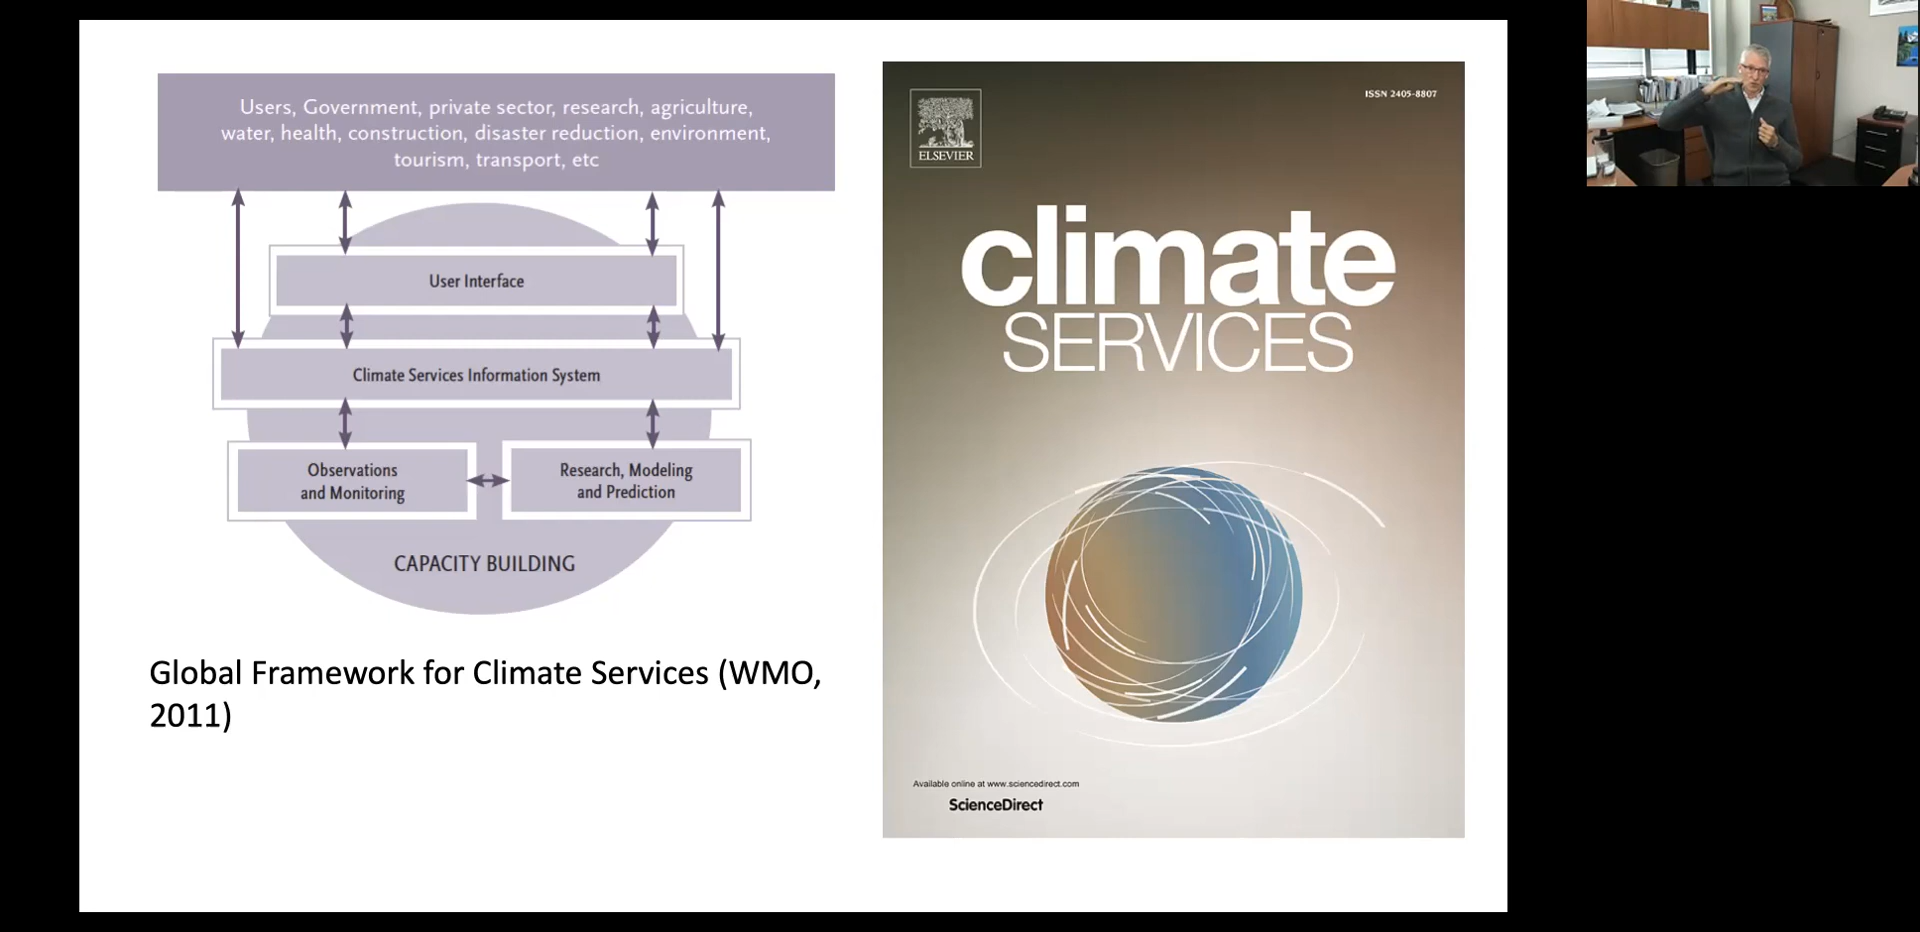 Users, Government, private sector, research, agriculture,
water, health, construction, disaster reduction, environment,
tourism, transport, etc
User Interface
Climate Services Information System
Observations
and Monitoring
Research, Modeling
and Prediction
CAPACITY BUILDING
Global Framework for Climate Services (WMO,
2011)
ISSN 2405-8807
ELSEVIER
climate
SERVICES
Available online at www.sciencedirect.com
ScienceDirect